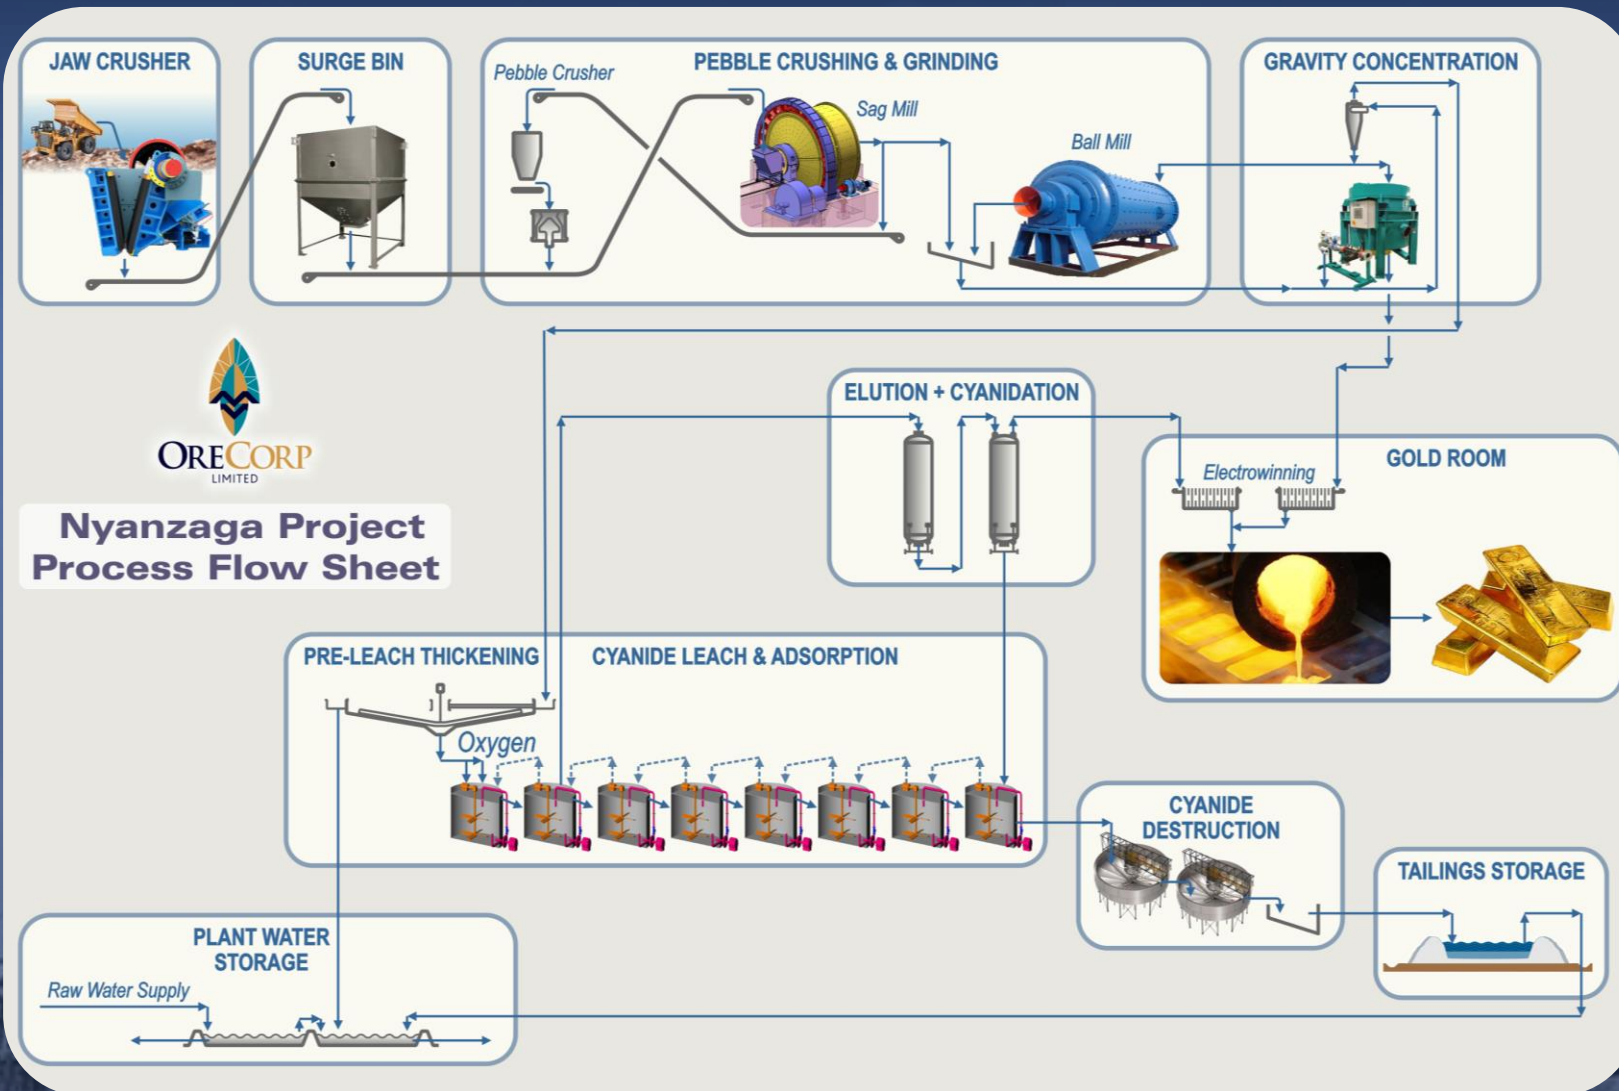 JAW CRUSHER
SURGE BIN
PEBBLE CRUSHING & GRINDING
Pebble Crusher
Sag Mill
Ball Mill
GRAVITY CONCENTRATION
ORECORP
LIMITED
Nyanzaga Project
Process Flow Sheet
ELUTION + CYANIDATION
GOLD ROOM
Electrowinning
PRE-LEACH THICKENING
CYANIDE LEACH & ADSORPTION
Oxygen
CYANIDE
DESTRUCTION
TAILINGS STORAGE
PLANT WATER
STORAGE
Raw Water Supply